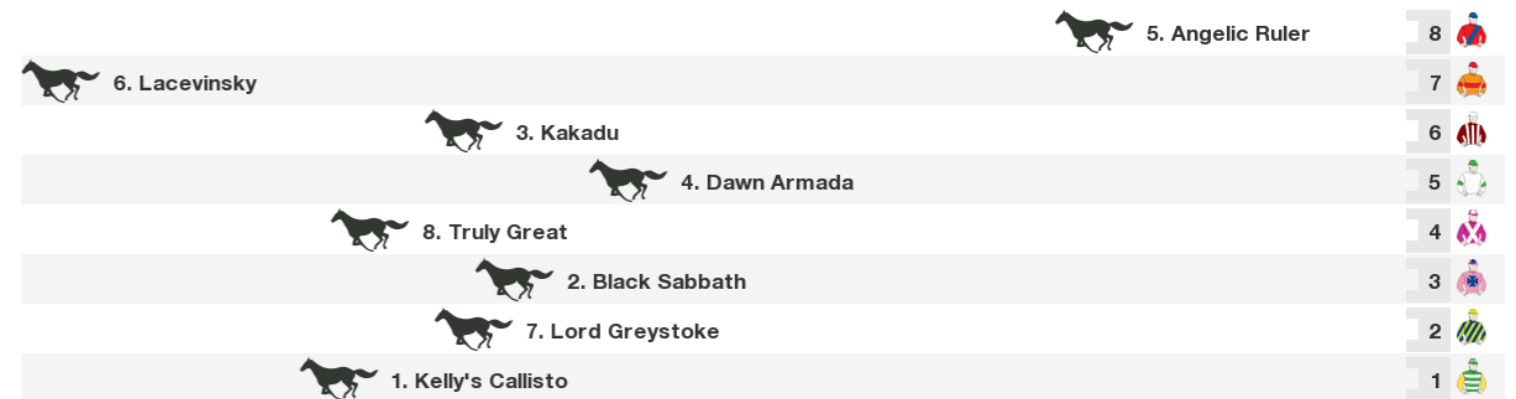 5. Angelic Ruler 8
6. Lacevinsky 7
3. Kakadu 6
4. Dawn Armada 5
8. Truly Great 4
2. Black Sabbath 3
7. Lord Greystoke 2
1. Kelly's Callisto 1